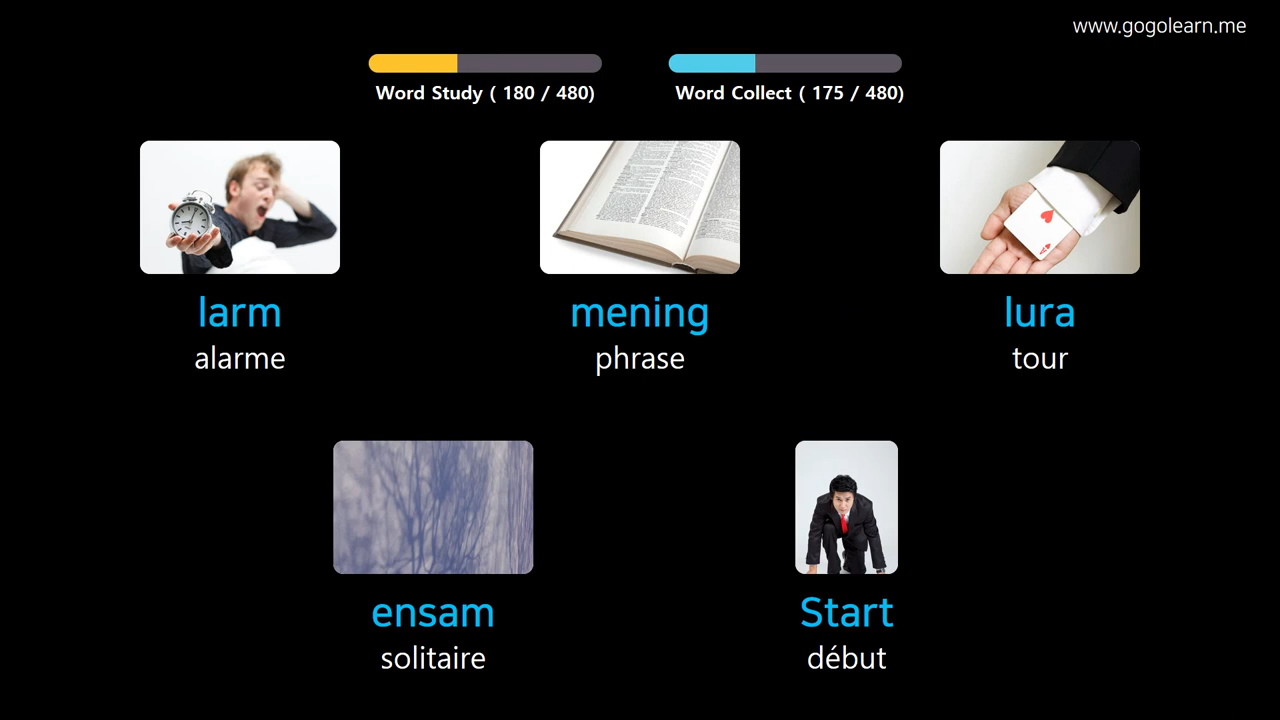 www.gogolearn.me
Word Study ( 180 / 480)
Word Collect ( 175 / 480)
larm
alarme
mening
phrase
lura
tour
ensam
solitaire
Start
début